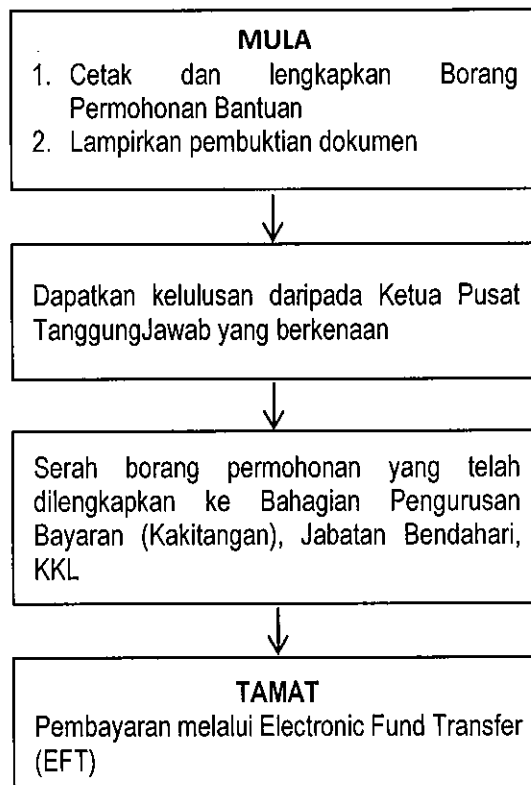 MULA
1. Cetak dan lengkapkan Borang
Permohonan Bantuan
2. Lampirkan pembuktian dokumen
Dapatkan kelulusan daripada Ketua Pusat
TanggungJawab yang berkenaan
Serah borang permohonan yang telah
dilengkapkan ke Bahagian Pengurusan
Bayaran (Kakitangan), Jabatan Bendahari,
KKL
TAMAT
Pembayaran melalui Electronic Fund Transfer
(EFT)